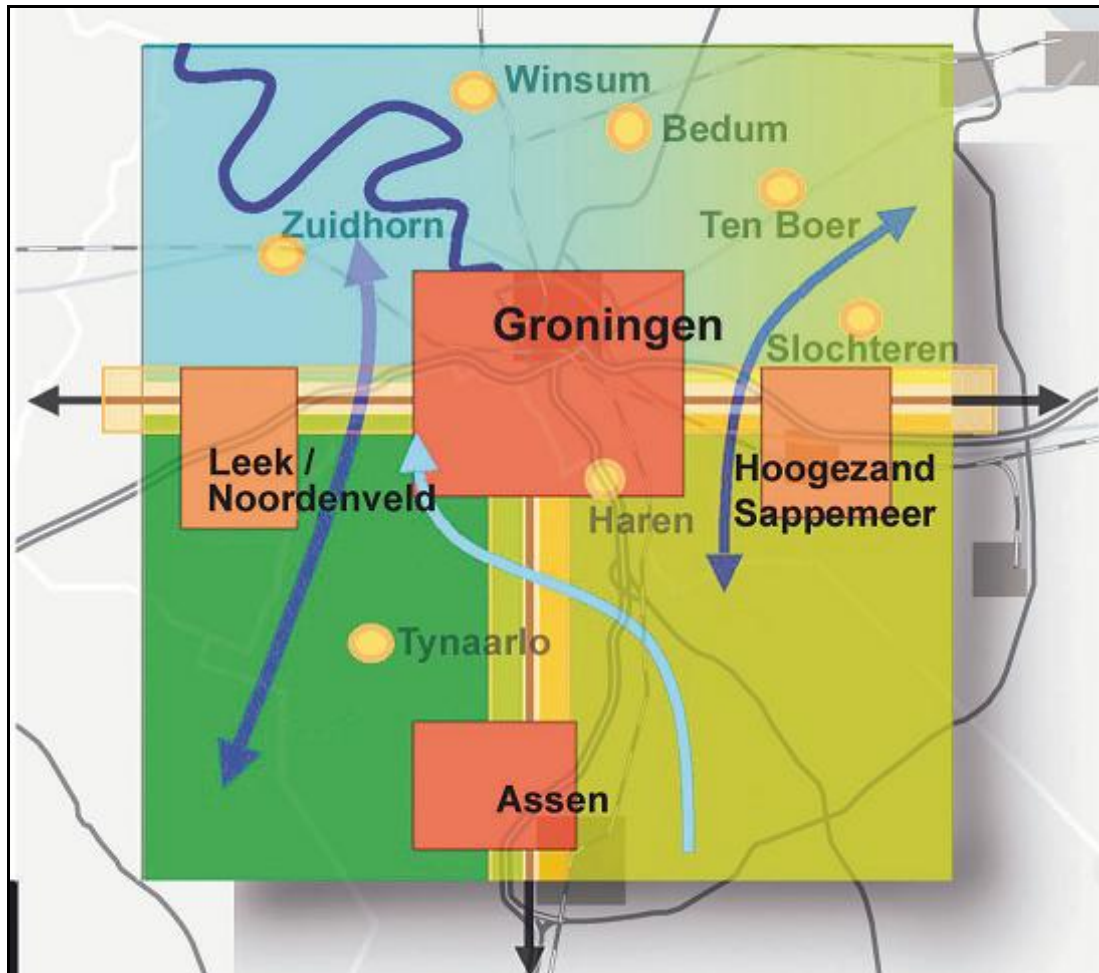 Winsum
Bedum
Zuidhorn
Ten Boer
Groningen
Slochteren
Leek /
Noordenveld
Hoogezand
Sappemeer
Haren
Tynaarlo
Assen